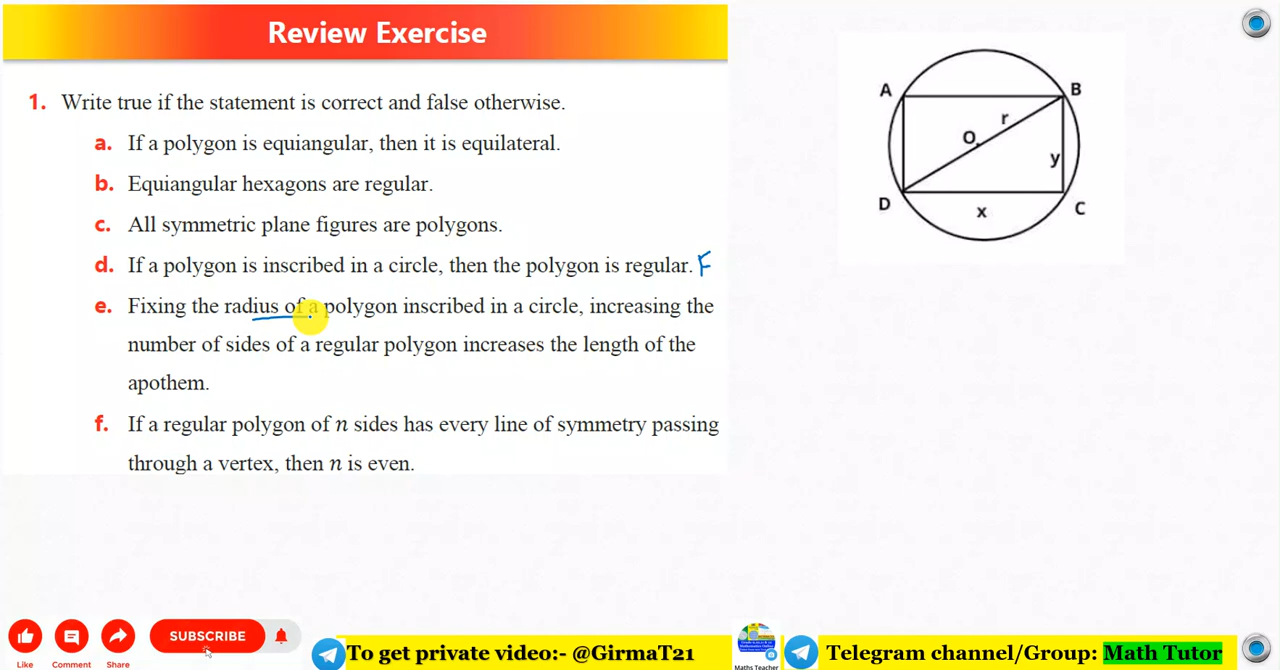 Review Exercise
1. Write true if the statement is correct and false otherwise.
a. If a polygon is equiangular, then it is equilateral.
b. Equiangular hexagons are regular.
c. All symmetric plane figures are polygons.
d. If a polygon is inscribed in a circle, then the polygon is regular. F
e. Fixing the radius of a polygon inscribed in a circle, increasing the
number of sides of a regular polygon increases the length of the
apothem.
f. If a regular polygon of n sides has every line of symmetry passing
through a vertex, then n is even.
A B
r
O
y
D C
x
SUBSCRIBE
Like Comment Share
To get private video:- @GirmaT21
Maths Teacher
Telegram channel/Group: Math Tutor